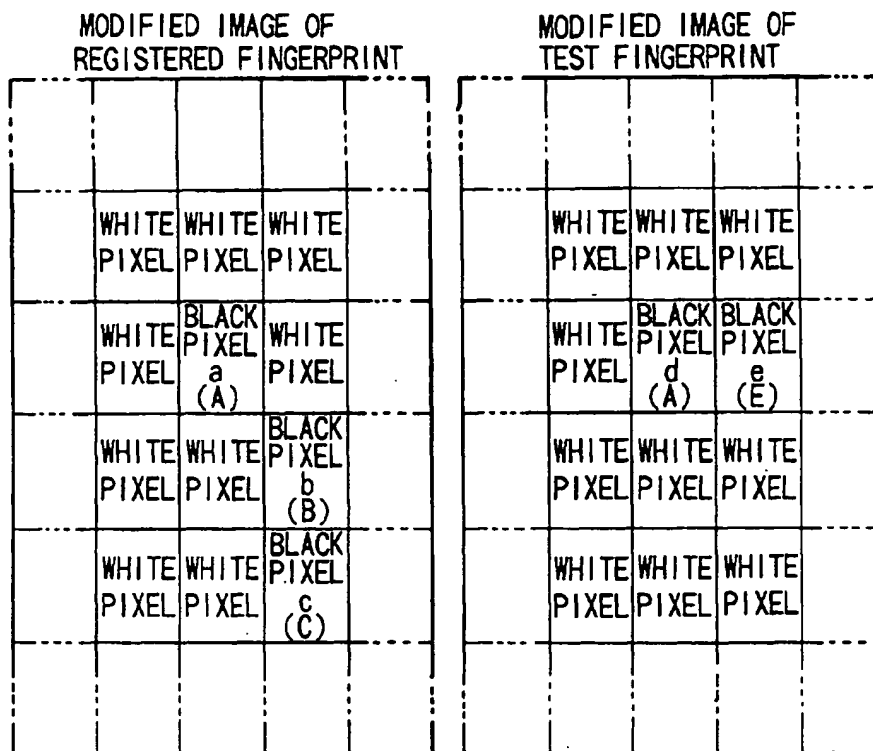 MODIFIED IMAGE OF
REGISTERED FINGERPRINT
WHITE PIXEL
WHITE PIXEL
WHITE PIXEL
WHITE PIXEL
BLACK PIXEL a (A)
WHITE PIXEL
WHITE PIXEL
WHITE PIXEL
BLACK PIXEL b (B)
WHITE PIXEL
WHITE PIXEL
BLACK PIXEL c (C)
MODIFIED IMAGE OF
TEST FINGERPRINT
WHITE PIXEL
WHITE PIXEL
WHITE PIXEL
WHITE PIXEL
BLACK PIXEL d (A)
BLACK PIXEL e (E)
WHITE PIXEL
WHITE PIXEL
WHITE PIXEL
WHITE PIXEL
WHITE PIXEL
WHITE PIXEL